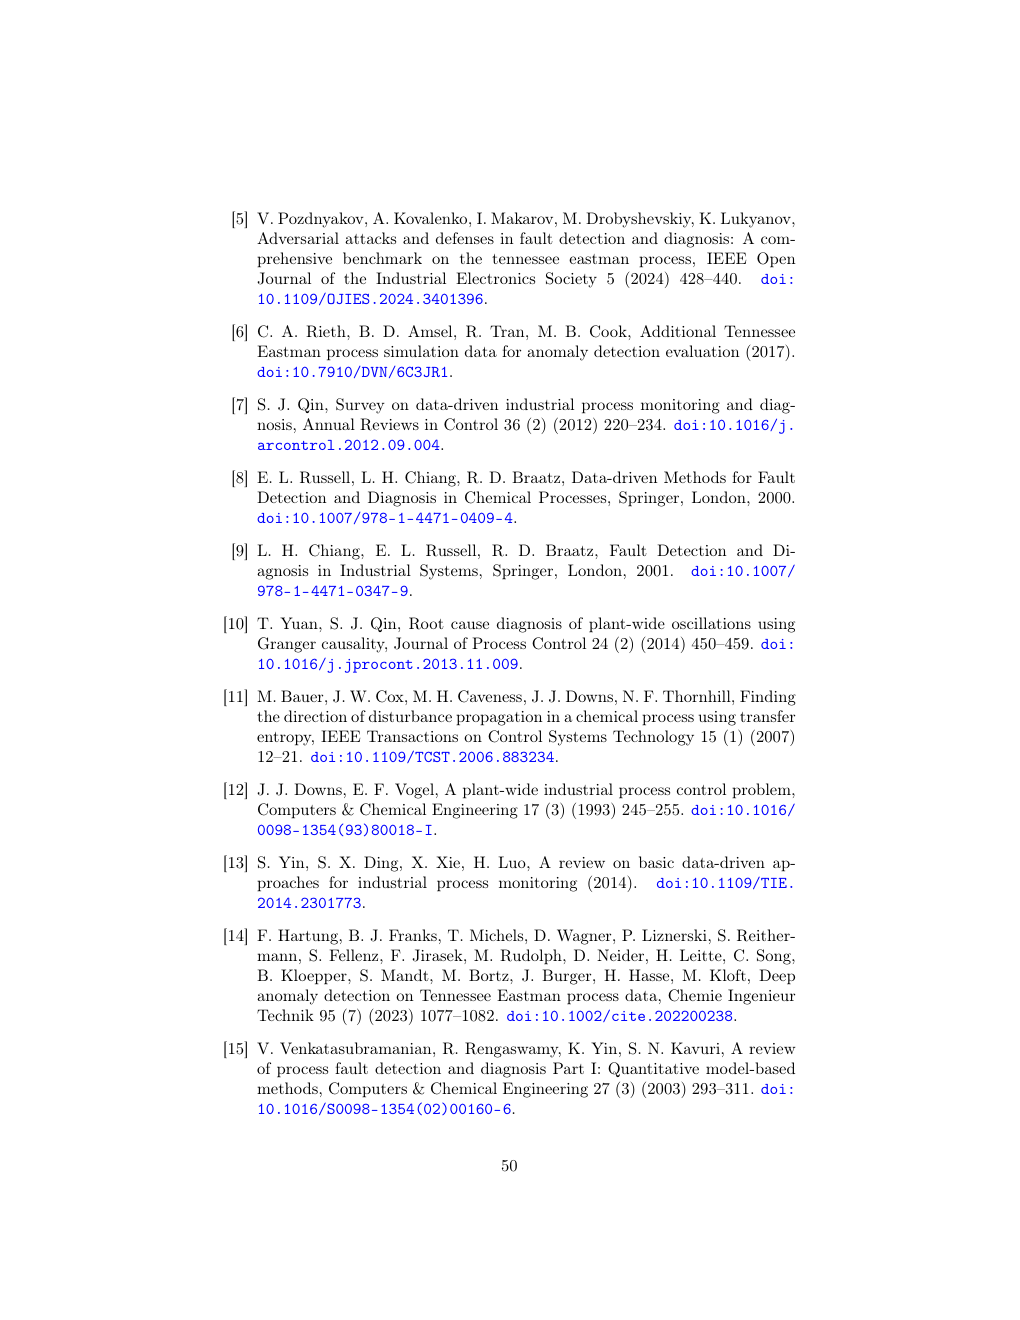 [5] V. Pozdnyakov, A. Kovalenko, I. Makarov, M. Drobyshevskiy, K. Lukyanov,
Adversarial attacks and defenses in fault detection and diagnosis: A com-
prehensive benchmark on the tennessee eastman process, IEEE Open
Journal of the Industrial Electronics Society 5 (2024) 428–440. doi:
10.1109/OJIES.2024.3401396.
[6] C. A. Rieth, B. D. Amsel, R. Tran, M. B. Cook, Additional Tennessee
Eastman process simulation data for anomaly detection evaluation (2017).
doi:10.7910/DVN/6C3JR1.
[7] S. J. Qin, Survey on data-driven industrial process monitoring and diag-
nosis, Annual Reviews in Control 36 (2) (2012) 220–234. doi:10.1016/j.
arcontrol.2012.09.004.
[8] E. L. Russell, L. H. Chiang, R. D. Braatz, Data-driven Methods for Fault
Detection and Diagnosis in Chemical Processes, Springer, London, 2000.
doi:10.1007/978-1-4471-0409-4.
[9] L. H. Chiang, E. L. Russell, R. D. Braatz, Fault Detection and Di-
agnosis in Industrial Systems, Springer, London, 2001. doi:10.1007/
978-1-4471-0347-9.
[10] T. Yuan, S. J. Qin, Root cause diagnosis of plant-wide oscillations using
Granger causality, Journal of Process Control 24 (2) (2014) 450–459. doi:
10.1016/j.jprocont.2013.11.009.
[11] M. Bauer, J. W. Cox, M. H. Caveness, J. J. Downs, N. F. Thornhill, Finding
the direction of disturbance propagation in a chemical process using transfer
entropy, IEEE Transactions on Control Systems Technology 15 (1) (2007)
12–21. doi:10.1109/TCST.2006.883234.
[12] J. J. Downs, E. F. Vogel, A plant-wide industrial process control problem,
Computers & Chemical Engineering 17 (3) (1993) 245–255. doi:10.1016/
0098-1354(93)80018-I.
[13] S. Yin, S. X. Ding, X. Xie, H. Luo, A review on basic data-driven ap-
proaches for industrial process monitoring (2014). doi:10.1109/TIE.
2014.2301773.
[14] F. Hartung, B. J. Franks, T. Michels, D. Wagner, P. Liznerski, S. Reither-
mann, S. Fellenz, F. Jirasek, M. Rudolph, D. Neider, H. Leitte, C. Song,
B. Kloepper, S. Mandt, M. Bortz, J. Burger, H. Hasse, M. Kloft, Deep
anomaly detection on Tennessee Eastman process data, Chemie Ingenieur
Technik 95 (7) (2023) 1077–1082. doi:10.1002/cite.202200238.
[15] V. Venkatasubramanian, R. Rengaswamy, K. Yin, S. N. Kavuri, A review
of process fault detection and diagnosis Part I: Quantitative model-based
methods, Computers & Chemical Engineering 27 (3) (2003) 293–311. doi:
10.1016/S0098-1354(02)00160-6.
50